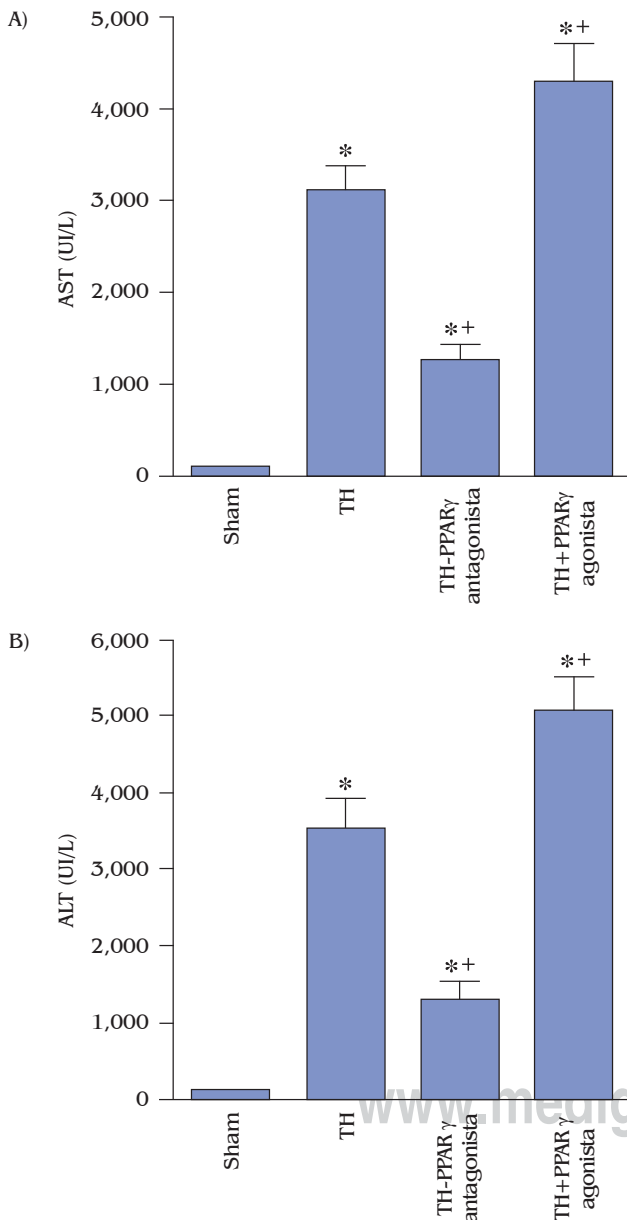 A)
5,000
4,000
3,000
2,000
1,000
0
AST (UI/L)
*
*+
*+
Sham
TH
TH-PPARγ
antagonista
TH+PPARγ
agonista
B)
6,000
5,000
4,000
3,000
2,000
1,000
0
ALT (UI/L)
*
*+
*+
Sham
TH
TH-PPAR γ
antagonista
TH+PPAR γ
agonista
www.medig